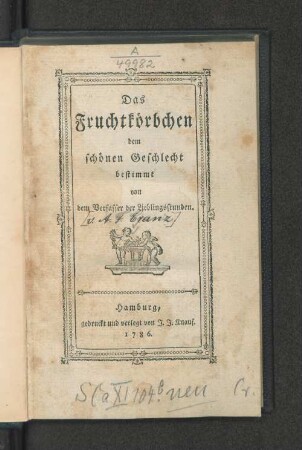 A
49982
Das
Fruchtkörbchen
dem
schönen Geschlecht
bestimmt
von
dem Verfasser der Lieblingsstunden.
A. F. Cranz
Hamburg,
gedruckt und verlegt von J. J. Knauf.
1786.